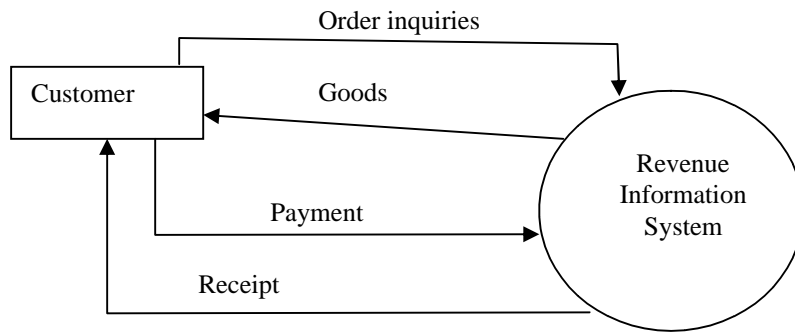 Order inquiries
Customer
Goods
Revenue
Information
System
Payment
Receipt